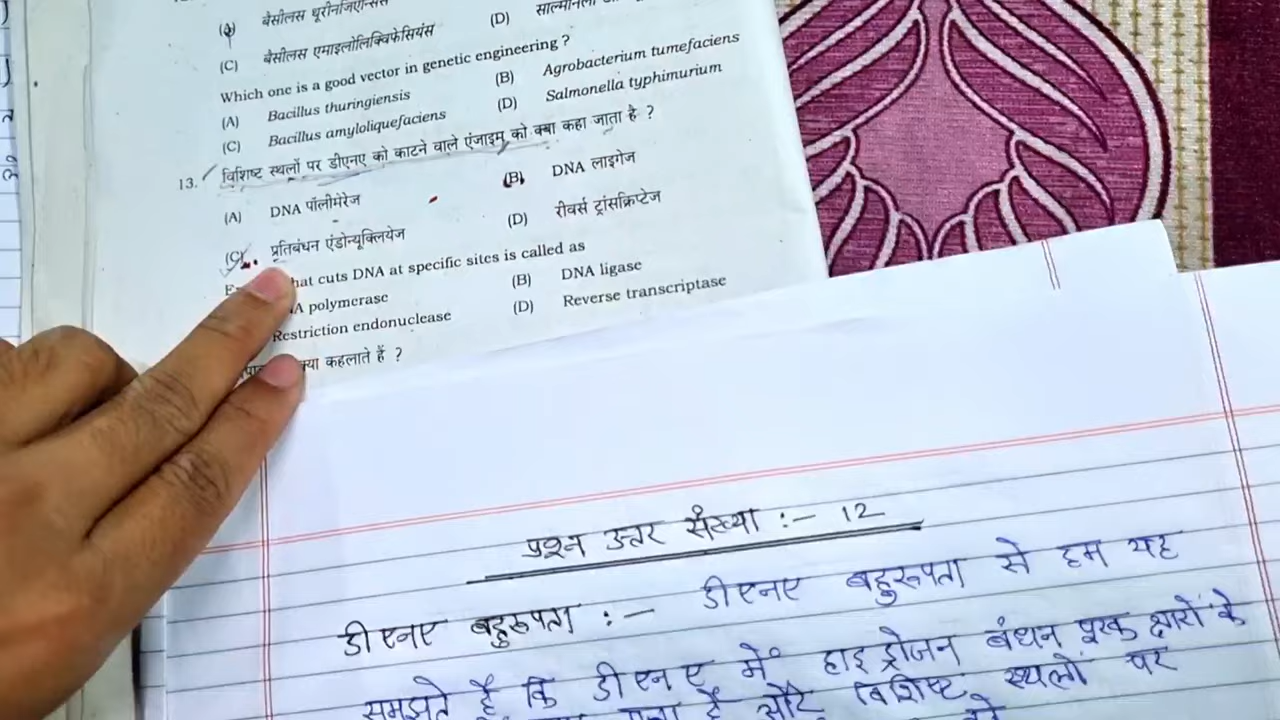 (A) बैसीलस थूरीनजिएन्सिस
(D) साल्मोनेला
(C) बैसीलस एमाइलोलिक्विफेसियंस
Which one is a good vector in genetic engineering ?
(A) Bacillus thuringiensis (B) Agrobacterium tumefaciens
(C) Bacillus amyloliquefaciens (D) Salmonella typhimurium
13. विशिष्ट स्थलों पर डीएनए को काटने वाले एंजाइम को क्या कहा जाता है ?
(A) DNA पॉलीमेरेज (B) DNA लाइगेज
(C) प्रतिबंधन एंडोन्यूक्लियेज (D) रीवर्स ट्रांसक्रिप्टेज
that cuts DNA at specific sites is called as
polymerase (B) DNA ligase
Restriction endonuclease (D) Reverse transcriptase
क्या कहलाते हैं ?
प्रश्न उत्तर संख्या :- 12
डीएनए बहुरूपता :- डीएनए बहुरूपता से हम यह
समझते है कि डीएनए में हाइड्रोजन बंधन पूरक क्षारों के
है और विशिष्ट स्थलों पर